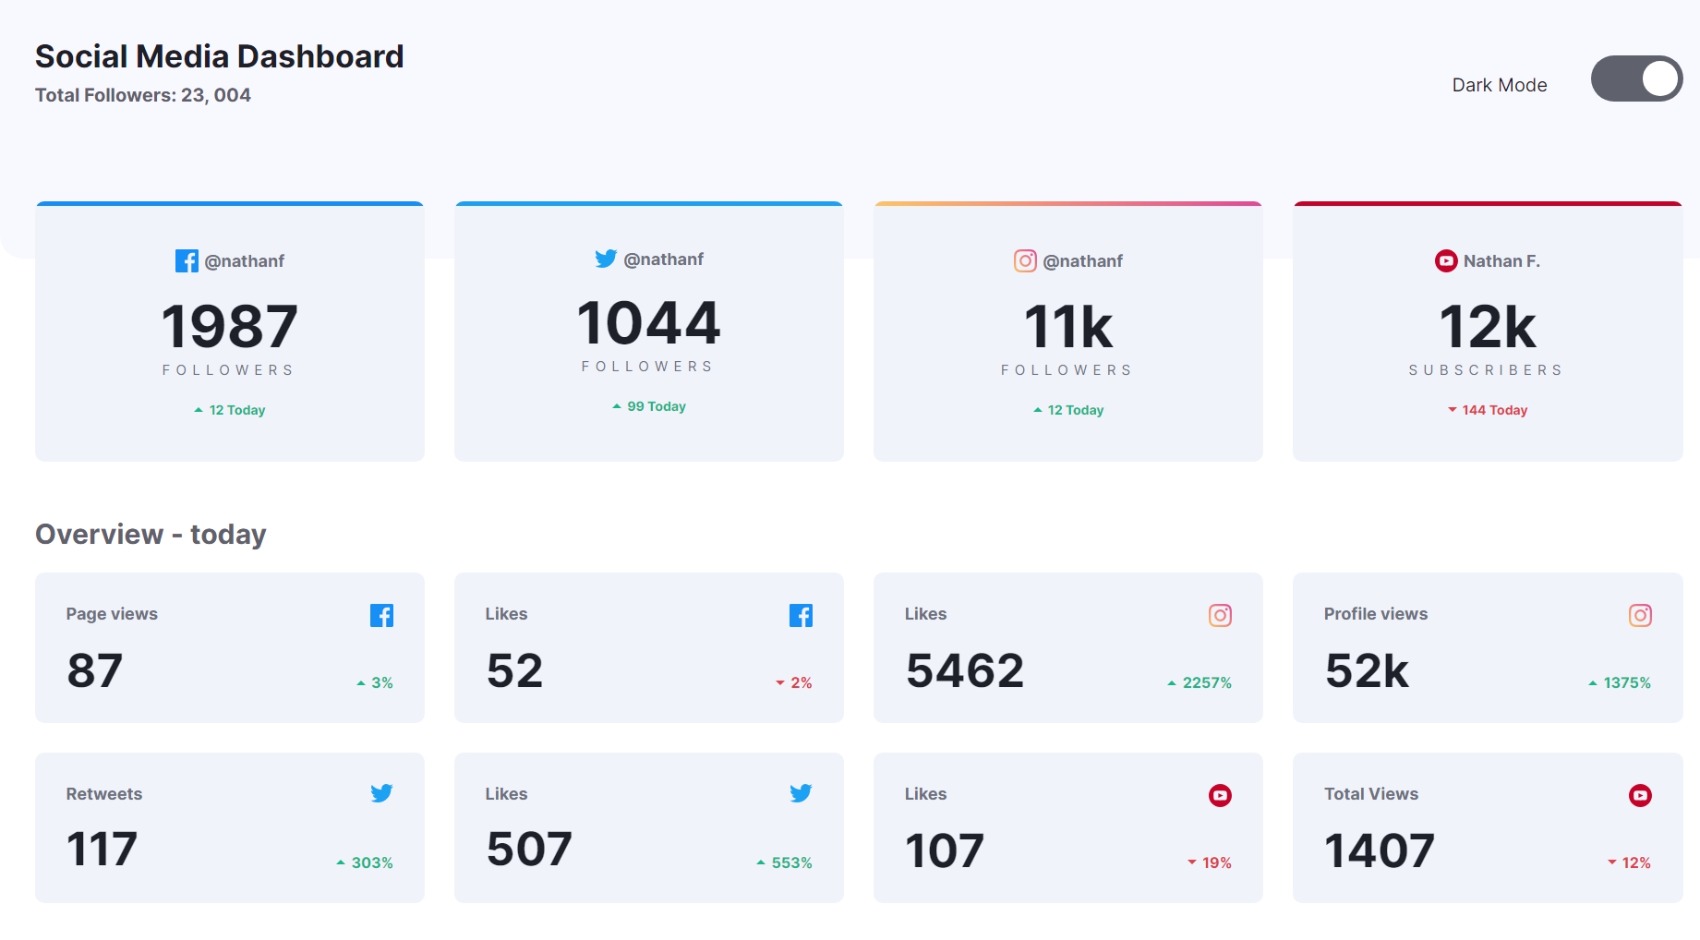 Social Media Dashboard
Total Followers: 23, 004
Dark Mode
@nathanf
1987
FOLLOWERS
12 Today
@nathanf
1044
FOLLOWERS
99 Today
@nathanf
11k
FOLLOWERS
12 Today
Nathan F.
12k
SUBSCRIBERS
144 Today
Overview - today
Page views
87
3%
Likes
52
2%
Likes
5462
2257%
Profile views
52k
1375%
Retweets
117
303%
Likes
507
553%
Likes
107
19%
Total Views
1407
12%